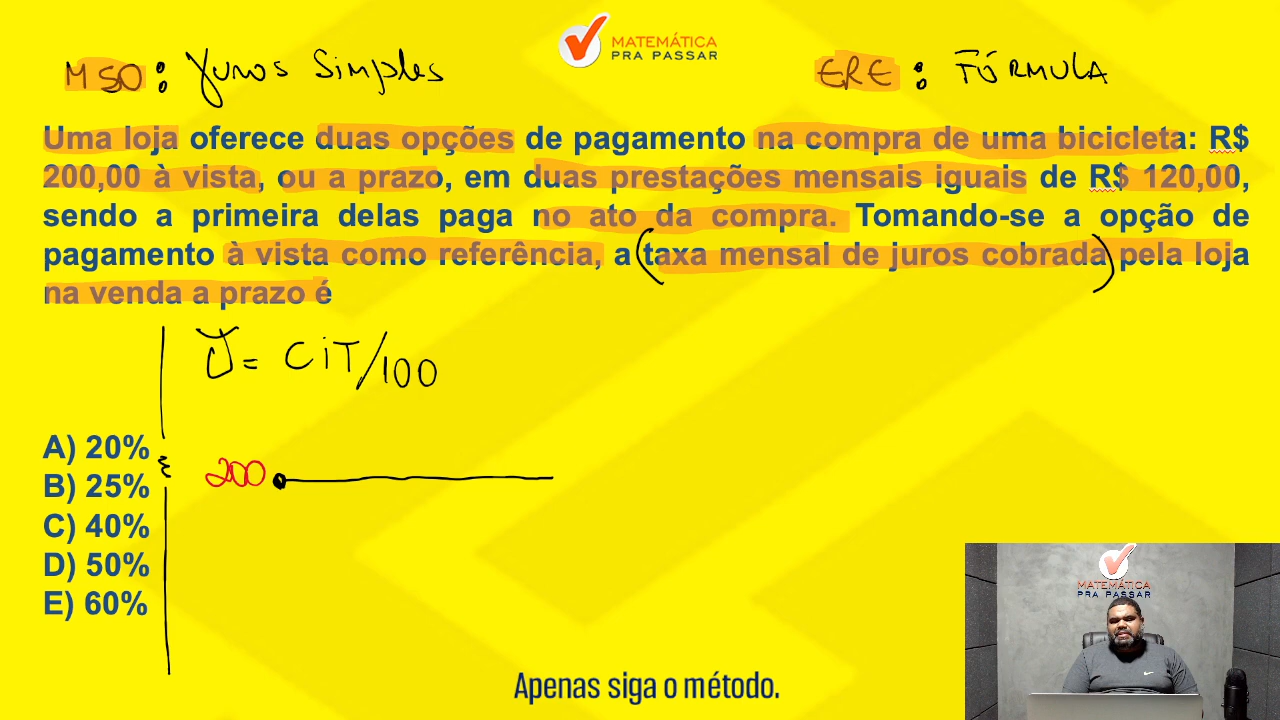 MATEMÁTICA
PRA PASSAR
MSO : Juros Simples
ERE : FÓRMULA
Uma loja oferece duas opções de pagamento na compra de uma bicicleta: R$
200,00 à vista, ou a prazo, em duas prestações mensais iguais de R$ 120,00,
sendo a primeira delas paga no ato da compra. Tomando-se a opção de
pagamento à vista como referência, a (taxa mensal de juros cobrada) pela loja
na venda a prazo é
J = CiT/100
A) 20%
B) 25%
C) 40%
D) 50%
E) 60%
200
MATEMÁTICA
PRA PASSAR
Apenas siga o método.